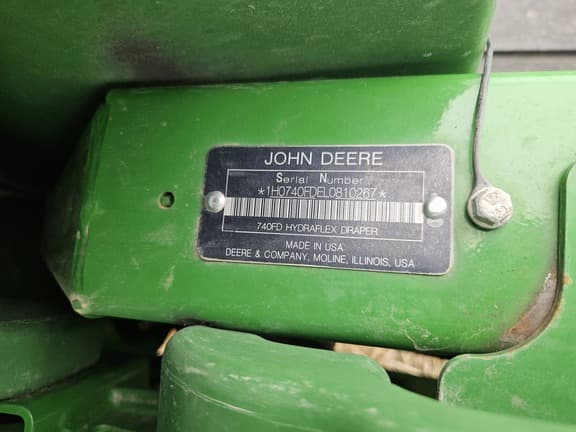 JOHN DEERE
Serial Number
*1H0740FDEL0810267*
740FD HYDRAFLEX DRAPER
MADE IN USA
DEERE & COMPANY, MOLINE, ILLINOIS, USA